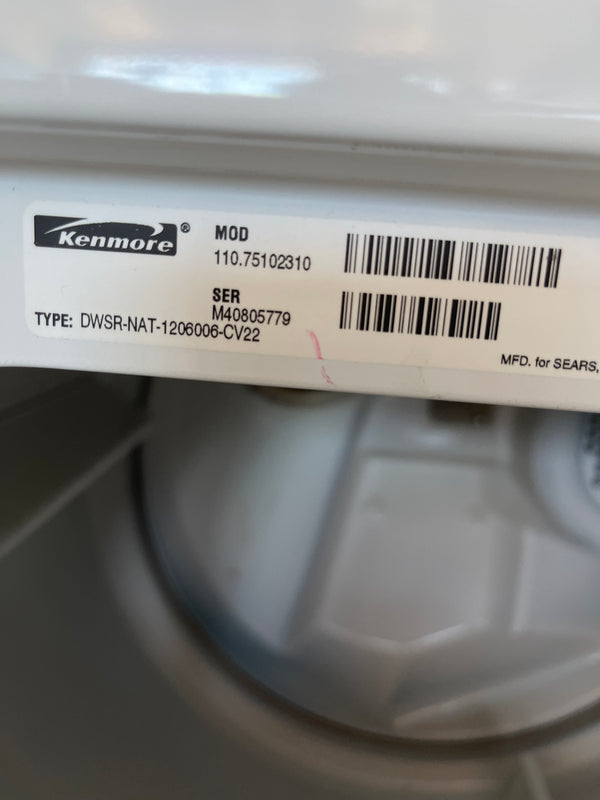 Kenmore®
MOD
110.75102310
SER
M40805779
TYPE: DWSR-NAT-1206006-CV22
MFD. for SEARS,